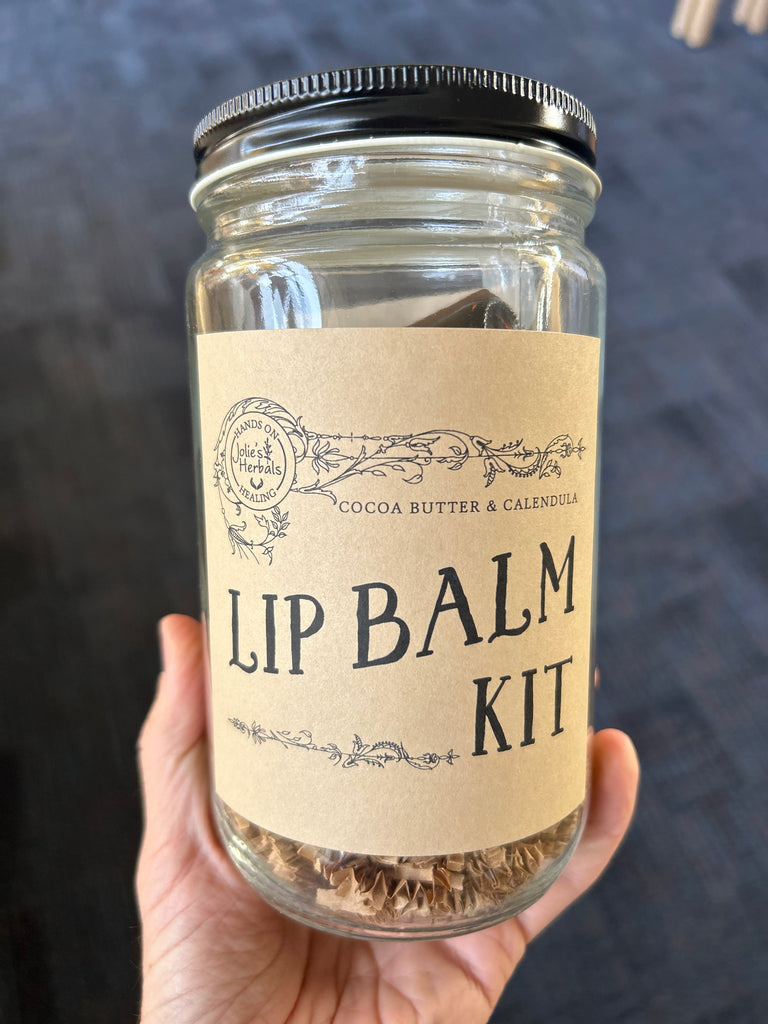 HANDS ON
Jolie's
Herbals
HEALING
COCOA BUTTER & CALENDULA
LIP BALM
KIT